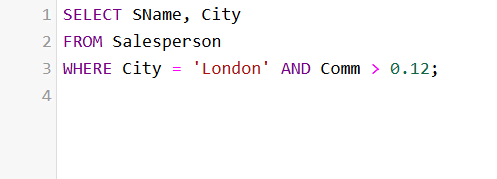 1 SELECT SName, City
2 FROM Salesperson
3 WHERE City = 'London' AND Comm > 0.12;
4